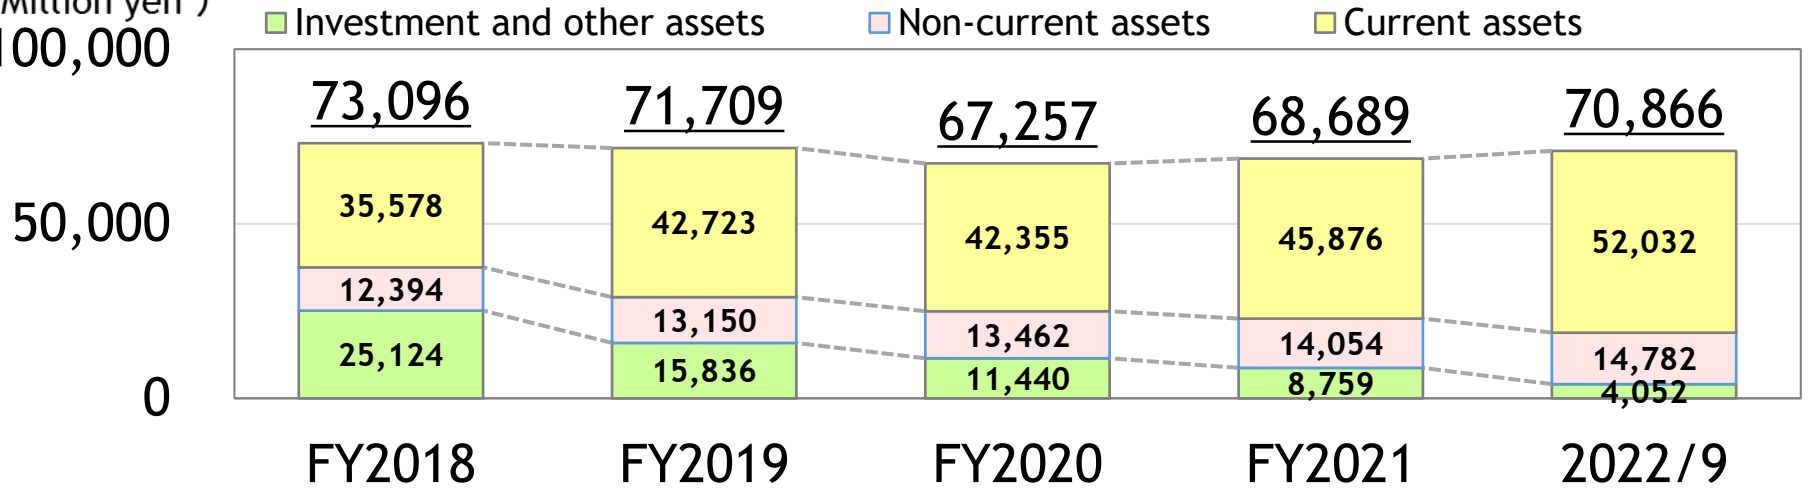 Million yen )
Investment and other assets Non-current assets Current assets
100,000
73,096 71,709 67,257 68,689 70,866
35,578 42,723 42,355 45,876 52,032
50,000
12,394 13,150 13,462 14,054 14,782
25,124 15,836 11,440 8,759 4,052
0
FY2018 FY2019 FY2020 FY2021 2022/9